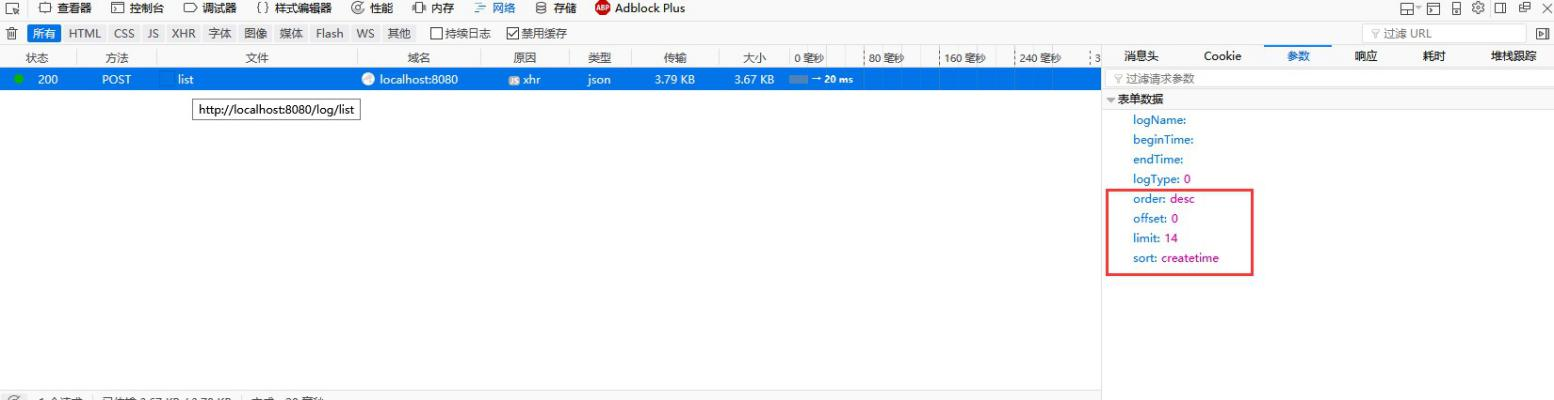 查看器 控制台 调试器 {} 样式编辑器 性能 内存 网络 存储 ABP Adblock Plus
所有 HTML CSS JS XHR 字体 图像 媒体 Flash WS 其他 持续日志 禁用缓存 过滤 URL
状态 方法 文件 域名 原因 类型 传输 大小 0 毫秒 80 毫秒 160 毫秒 240 毫秒 3
200 POST list localhost:8080 JS xhr json 3.79 KB 3.67 KB → 20 ms
http://localhost:8080/log/list
消息头 Cookie 参数 响应 耗时 堆栈跟踪
过滤请求参数
表单数据
logName:
beginTime:
endTime:
logType: 0
order: desc
offset: 0
limit: 14
sort: createtime